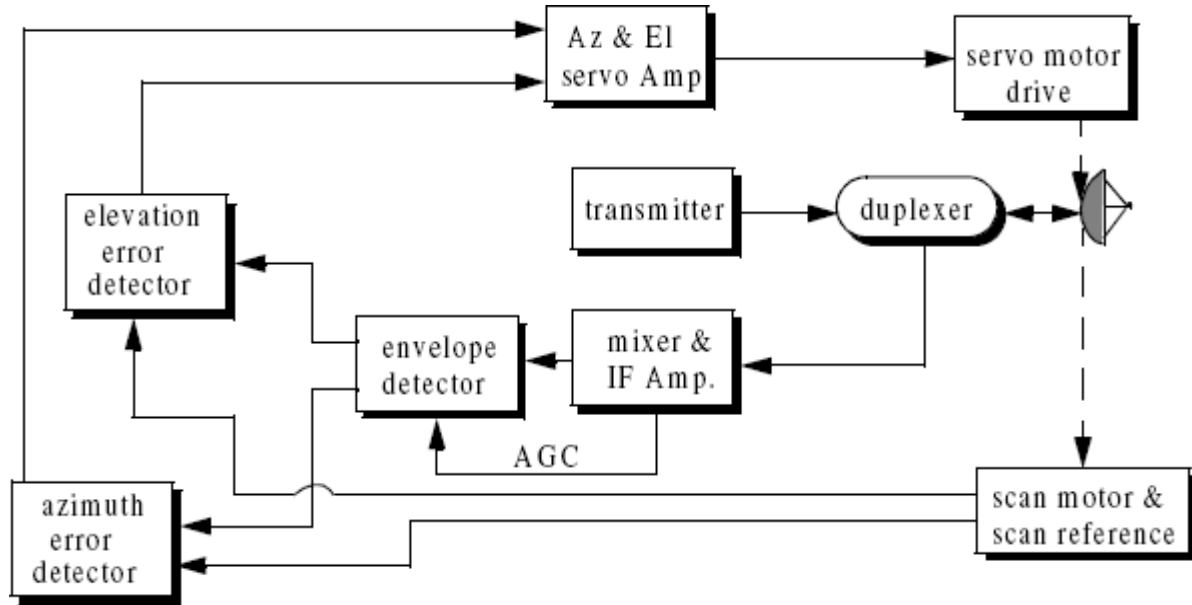 Az & El
servo Amp
servo motor
drive
transmitter
duplexer
elevation
error
detector
envelope
detector
mixer &
IF Amp.
AGC
azimuth
error
detector
scan motor &
scan reference